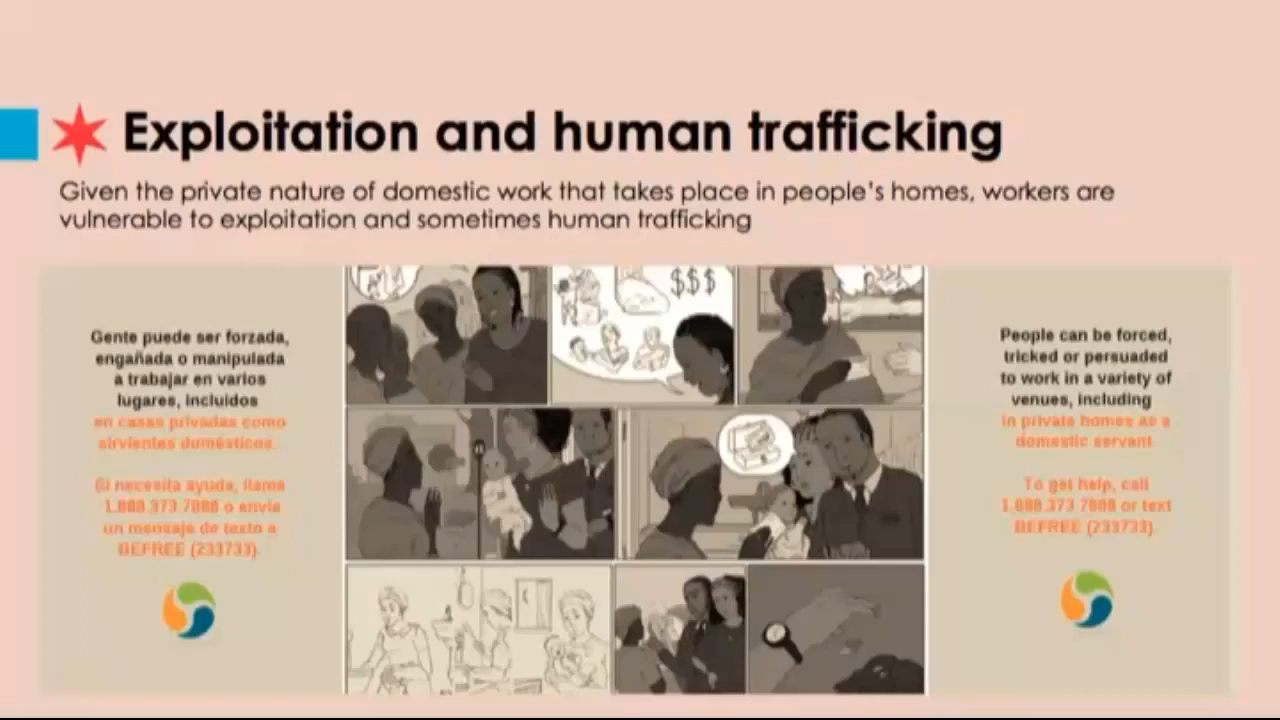 Exploitation and human trafficking
Given the private nature of domestic work that takes place in people's homes, workers are
vulnerable to exploitation and sometimes human trafficking
$$$
Gente puede ser forzada,
engañada o manipulada
a trabajar en varios
lugares, incluidos
en casas privadas como
sirvientes domésticos.
Si necesita ayuda, llama
1.888.373.7888 o envie
un mensaje de texto a
BEFREE (233733).
People can be forced,
tricked or persuaded
to work in a variety of
venues, including
in private homes as a
domestic servant.
To get help, call
1.888.373.7888 or text
BEFREE (233733).